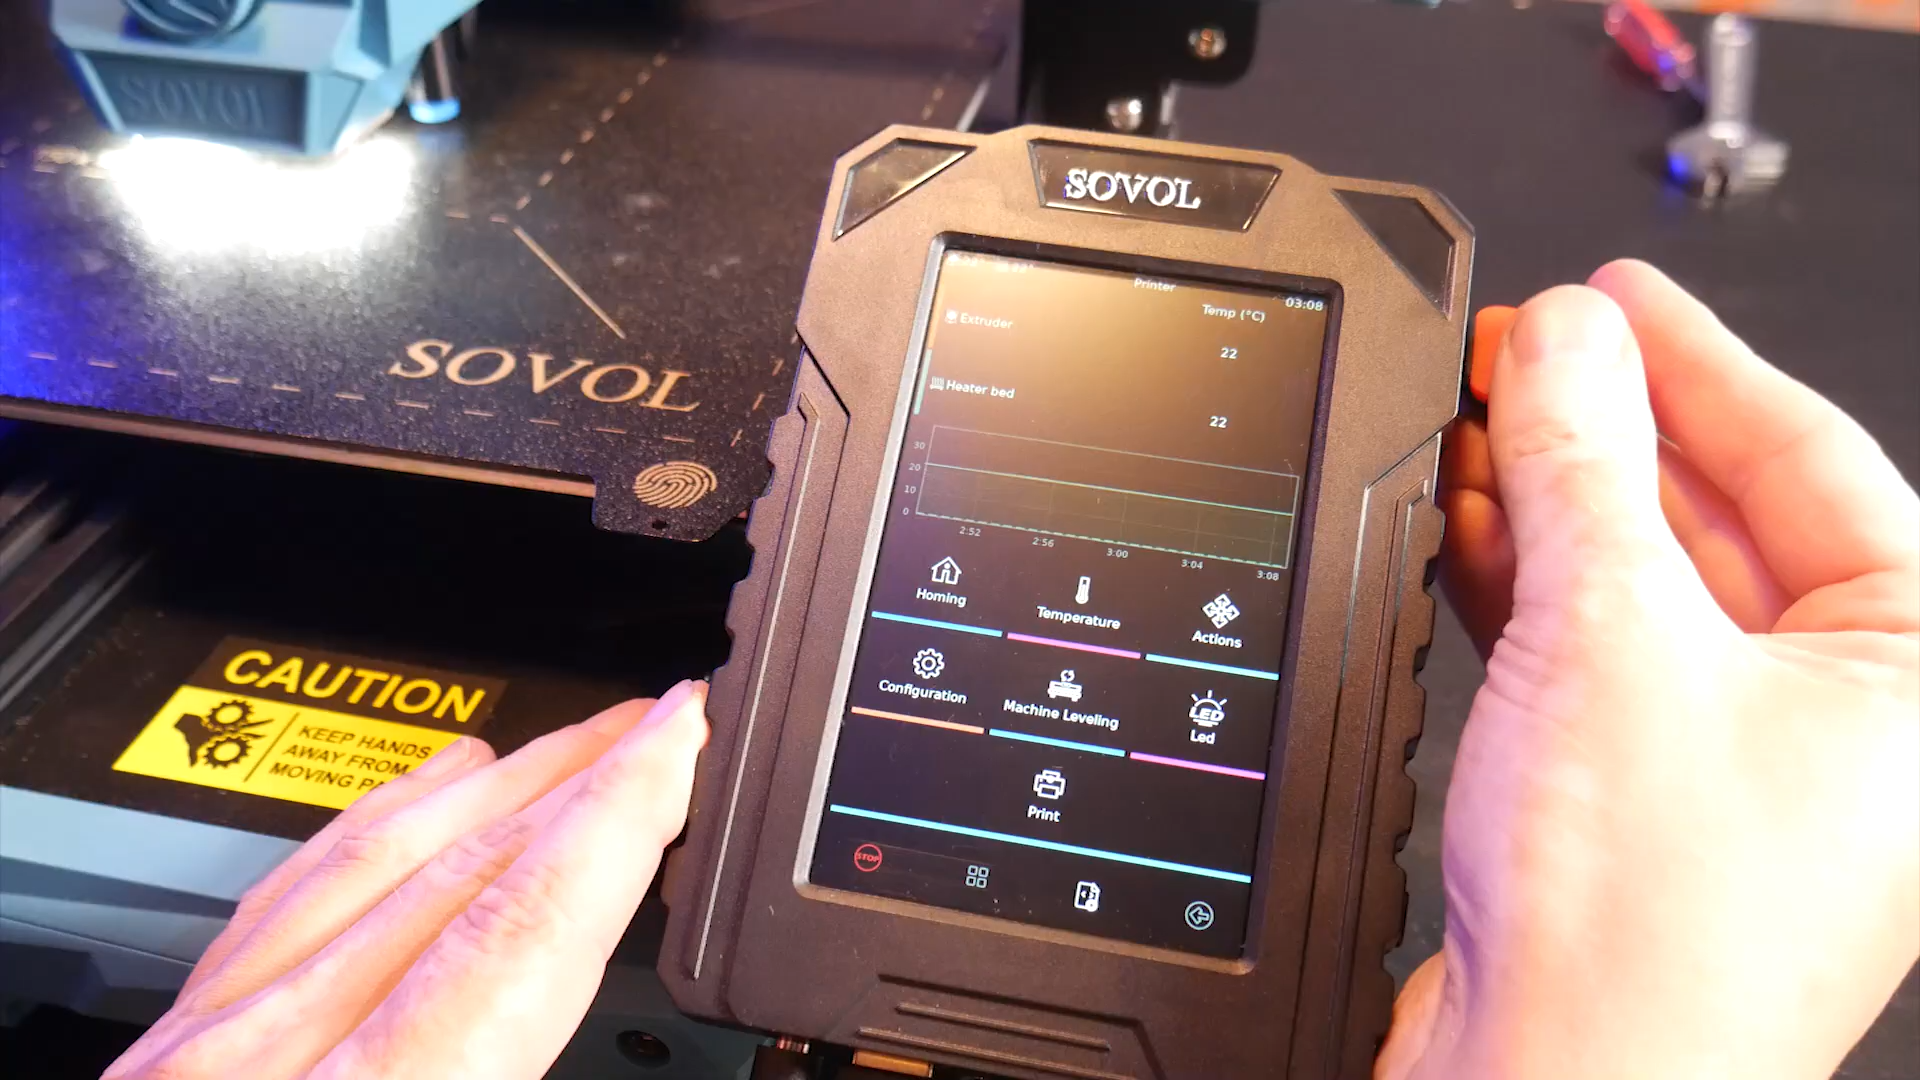 SOVOL
SOVOL
SOVOL
Printer
03:08
Temp (°C)
Extruder
22
Heater bed
22
30
20
10
0
2:52
2:56
3:00
3:04
3:08
Homing
Temperature
Actions
Configuration
Machine Leveling
LED
Led
Print
STOP
CAUTION
KEEP HANDS
AWAY FROM
MOVING